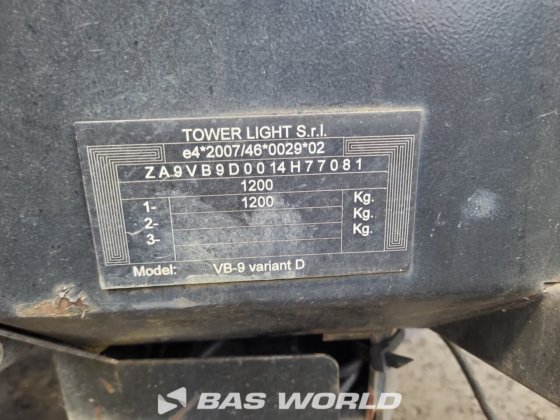 TOWER LIGHT S.r.l.
e4*2007/46*0029*02
ZA9VB9D0014H77081
1200
1- 1200 Kg.
2- Kg.
3- Kg.
Model: VB-9 variant D
BAS WORLD